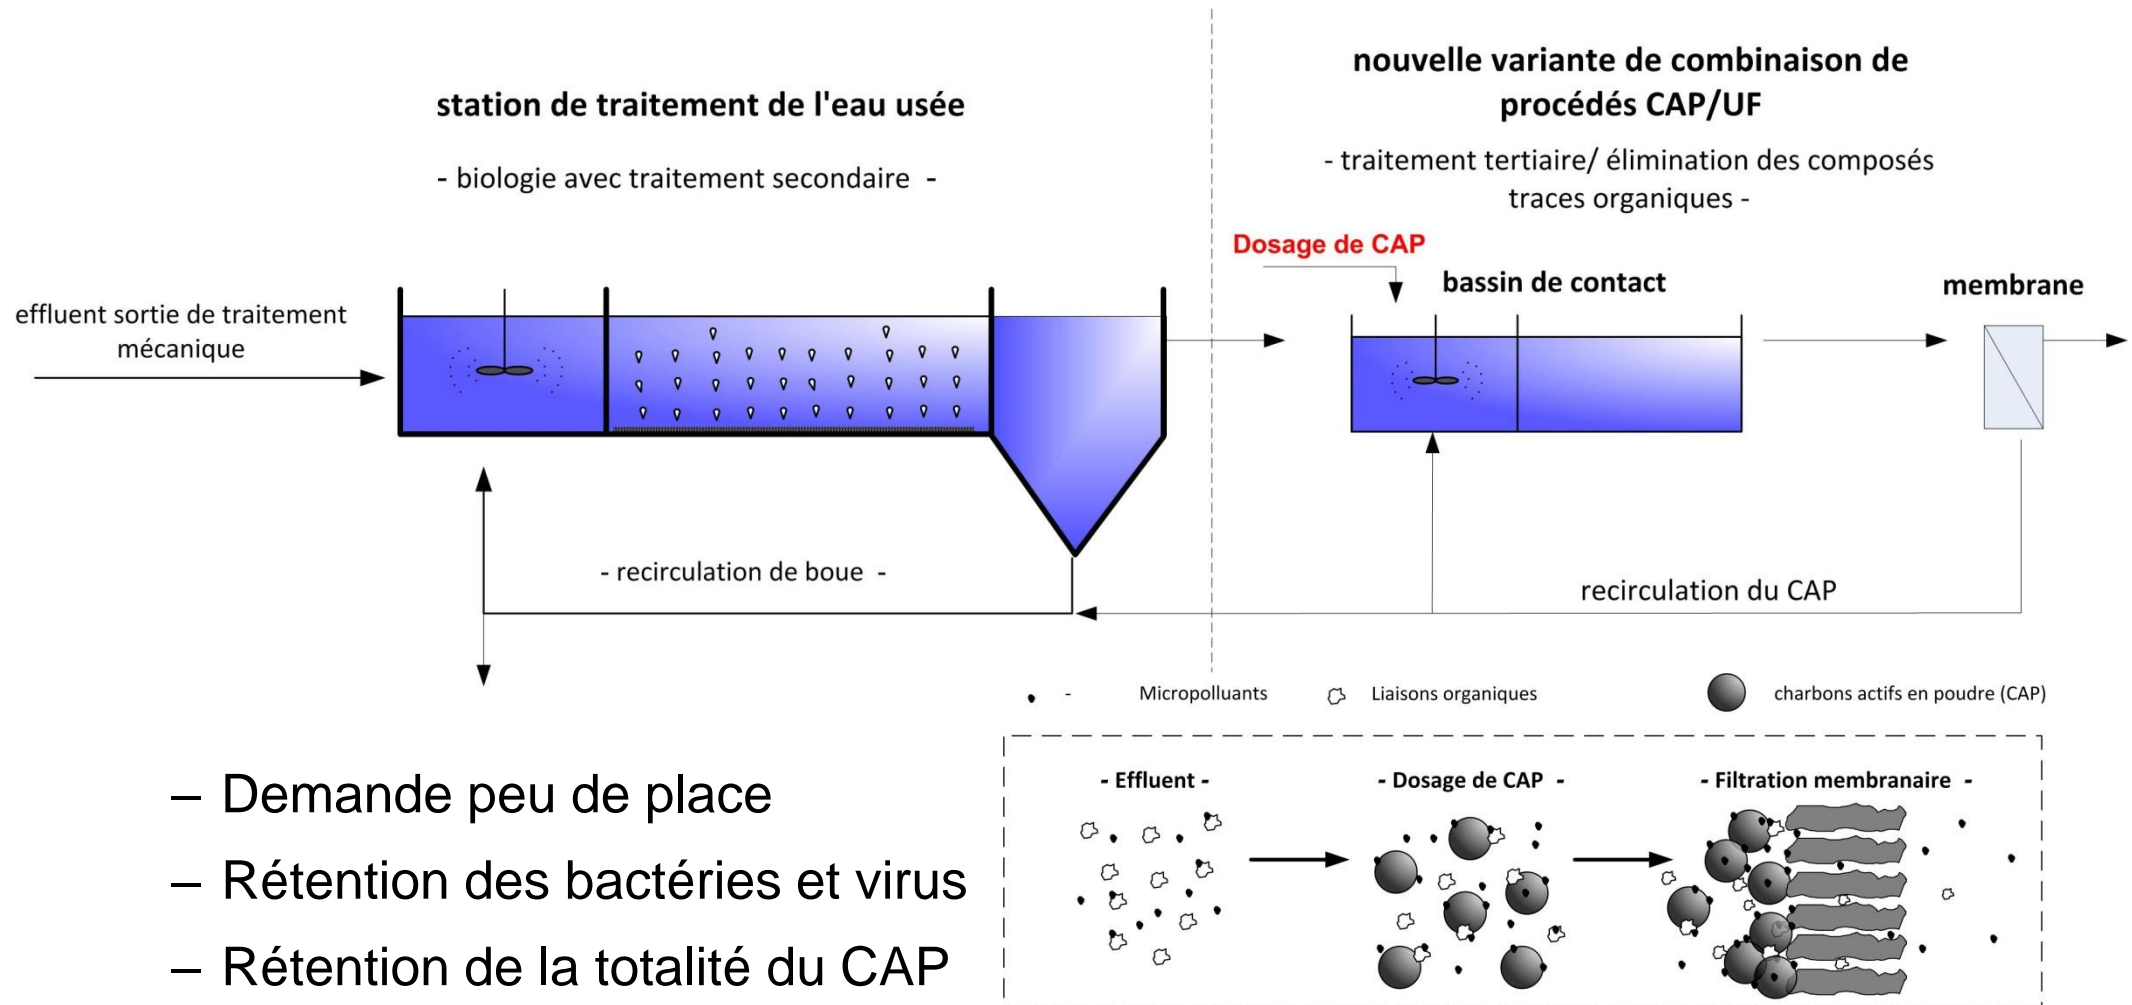 station de traitement de l'eau usée
- biologie avec traitement secondaire -
nouvelle variante de combinaison de
procédés CAP/UF
- traitement tertiaire/ élimination des composés
traces organiques -
Dosage de CAP
bassin de contact
membrane
effluent sortie de traitement
mécanique
- recirculation de boue -
recirculation du CAP
- Micropolluants
Liaisons organiques
charbons actifs en poudre (CAP)
- Effluent -
- Dosage de CAP -
- Filtration membranaire -
– Demande peu de place
– Rétention des bactéries et virus
– Rétention de la totalité du CAP